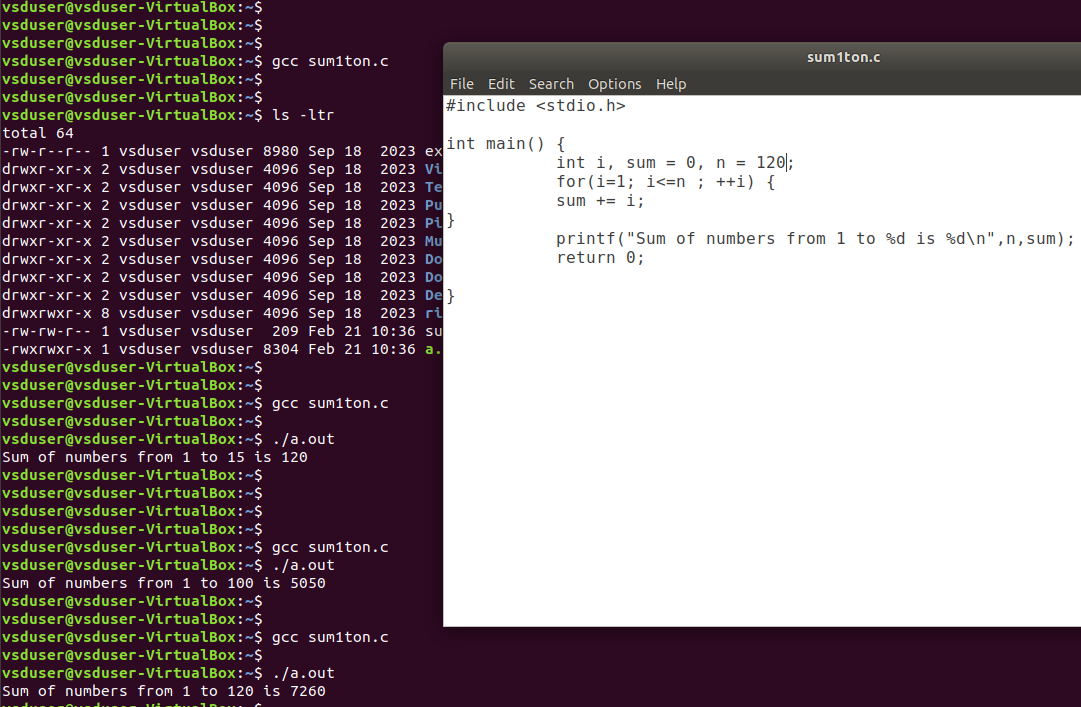 vsduser@vsduser-VirtualBox:~$
vsduser@vsduser-VirtualBox:~$
vsduser@vsduser-VirtualBox:~$
vsduser@vsduser-VirtualBox:~$ gcc sum1ton.c
vsduser@vsduser-VirtualBox:~$
vsduser@vsduser-VirtualBox:~$
vsduser@vsduser-VirtualBox:~$ ls -ltr
total 64
-rw-r--r-- 1 vsduser vsduser 8980 Sep 18  2023 ex
drwxr-xr-x 2 vsduser vsduser 4096 Sep 18  2023 Vi
drwxr-xr-x 2 vsduser vsduser 4096 Sep 18  2023 Te
drwxr-xr-x 2 vsduser vsduser 4096 Sep 18  2023 Pu
drwxr-xr-x 2 vsduser vsduser 4096 Sep 18  2023 Pi
drwxr-xr-x 2 vsduser vsduser 4096 Sep 18  2023 Mu
drwxr-xr-x 2 vsduser vsduser 4096 Sep 18  2023 Do
drwxr-xr-x 2 vsduser vsduser 4096 Sep 18  2023 Do
drwxr-xr-x 2 vsduser vsduser 4096 Sep 18  2023 De
drwxrwxr-x 8 vsduser vsduser 4096 Sep 18  2023 ri
-rw-rw-r-- 1 vsduser vsduser  209 Feb 21 10:36 su
-rwxrwxr-x 1 vsduser vsduser 8304 Feb 21 10:36 a.
vsduser@vsduser-VirtualBox:~$
vsduser@vsduser-VirtualBox:~$
vsduser@vsduser-VirtualBox:~$ gcc sum1ton.c
vsduser@vsduser-VirtualBox:~$
vsduser@vsduser-VirtualBox:~$ ./a.out
Sum of numbers from 1 to 15 is 120
vsduser@vsduser-VirtualBox:~$
vsduser@vsduser-VirtualBox:~$
vsduser@vsduser-VirtualBox:~$
vsduser@vsduser-VirtualBox:~$
vsduser@vsduser-VirtualBox:~$ gcc sum1ton.c
vsduser@vsduser-VirtualBox:~$ ./a.out
Sum of numbers from 1 to 100 is 5050
vsduser@vsduser-VirtualBox:~$
vsduser@vsduser-VirtualBox:~$
vsduser@vsduser-VirtualBox:~$ gcc sum1ton.c
vsduser@vsduser-VirtualBox:~$
vsduser@vsduser-VirtualBox:~$ ./a.out
Sum of numbers from 1 to 120 is 7260
vsduser@vsduser-VirtualBox:~$
sum1ton.c
File Edit Search Options Help
#include <stdio.h>
int main() {
int i, sum = 0, n = 120;
for(i=1; i<=n ; ++i) {
sum += i;
}
printf("Sum of numbers from 1 to %d is %d\n",n,sum);
return 0;
}